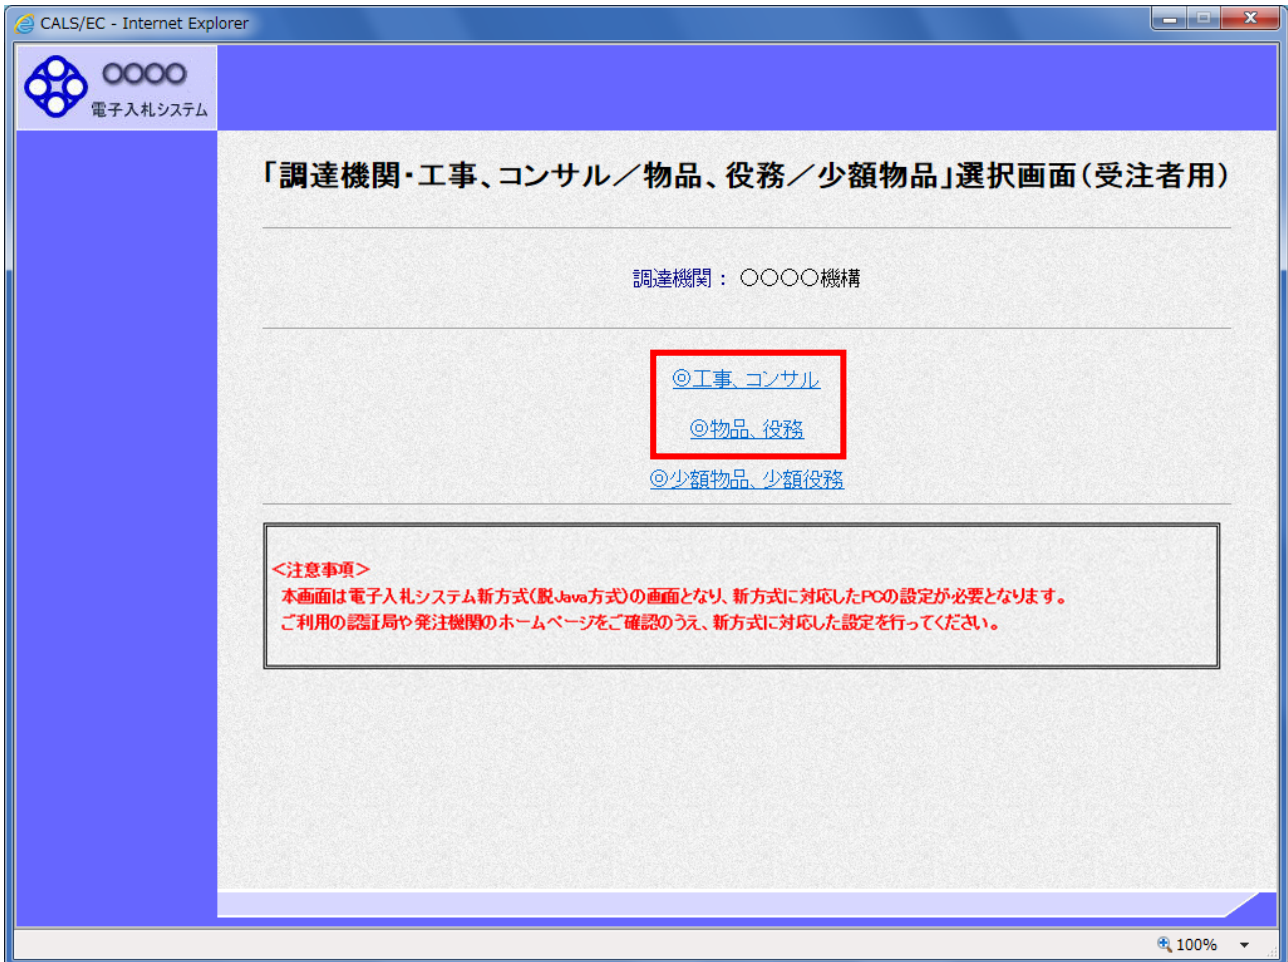 CALS/EC - Internet Explorer
○○○○
電子入札システム
「調達機関・工事、コンサル／物品、役務／少額物品」選択画面(受注者用)
調達機関： ○○○○機構
◎工事、コンサル
◎物品、役務
◎少額物品、少額役務
＜注意事項＞
本画面は電子入札システム新方式(脱Java方式)の画面となり、新方式に対応したPCの設定が必要となります。
ご利用の認証局や発注機関のホームページをご確認のうえ、新方式に対応した設定を行ってください。
100%